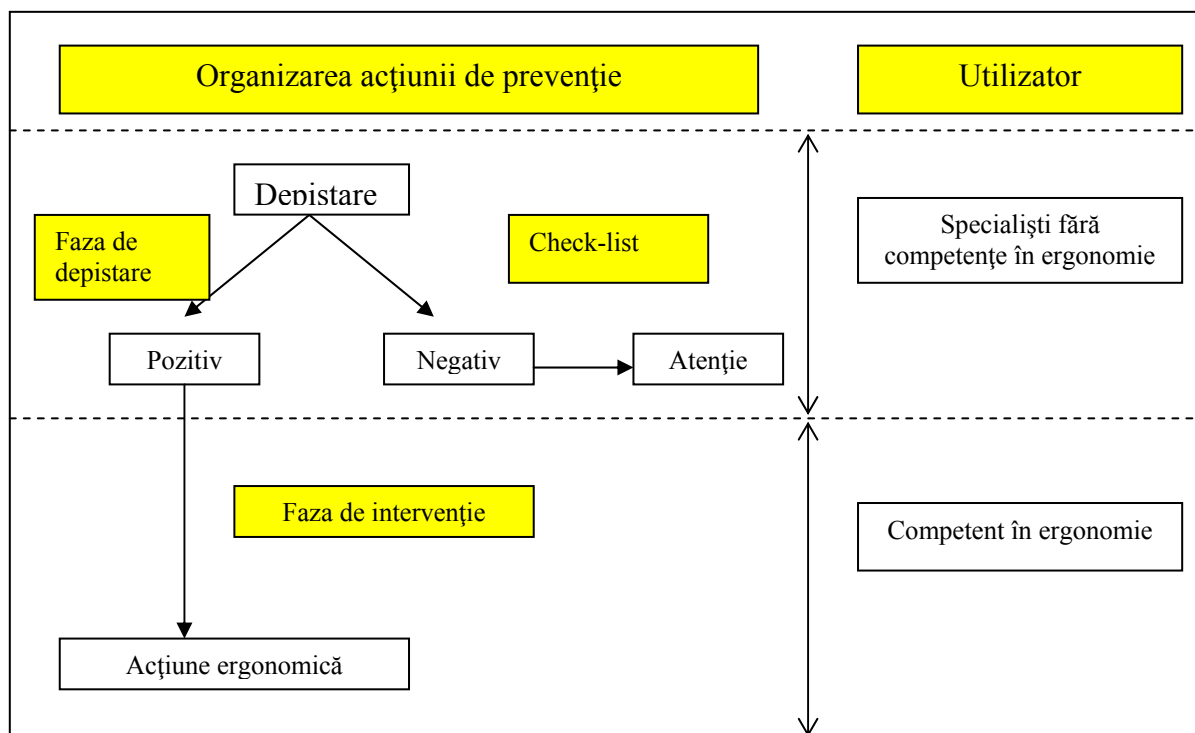 Organizarea acţiunii de prevenţie
Utilizator
Depistare
Faza de
depistare
Check-list
Specialişti fără
competenţe în ergonomie
Pozitiv
Negativ
Atenţie
Faza de intervenţie
Competent în ergonomie
Acţiune ergonomică